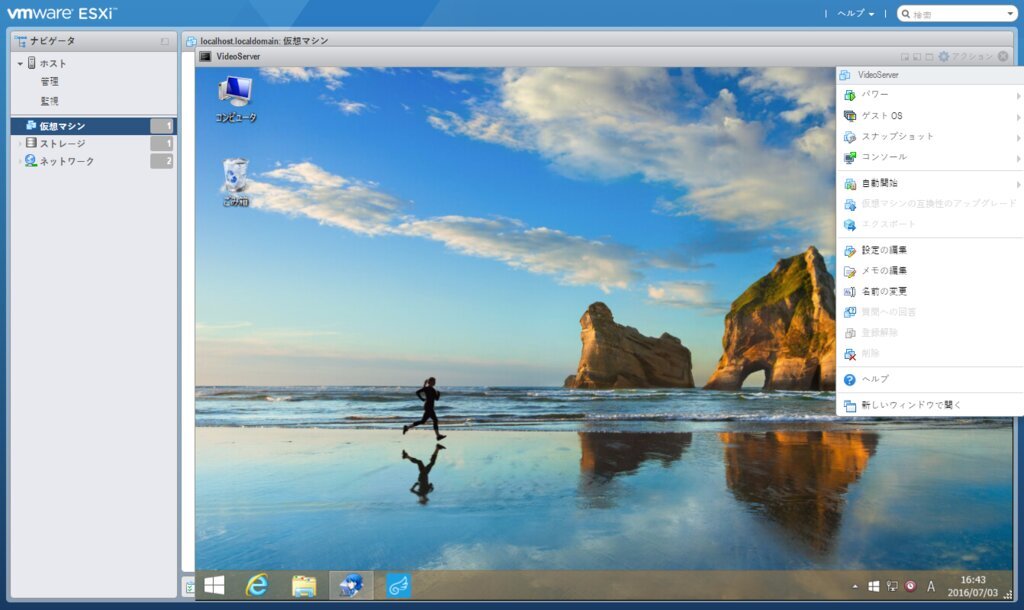 vmware ESXi™
ヘルプ
検索
ナビゲータ
ホスト
管理
監視
仮想マシン 1
ストレージ 1
ネットワーク 2
localhost.localdomain: 仮想マシン
VideoServer
アクション
コンピュータ
ごみ箱
VideoServer
パワー
ゲスト OS
スナップショット
コンソール
自動開始
仮想マシンの互換性のアップグレード
エクスポート
設定の編集
メモの編集
名前の変更
質問への回答
登録解除
削除
ヘルプ
新しいウィンドウで開く
A
16:43
2016/07/03